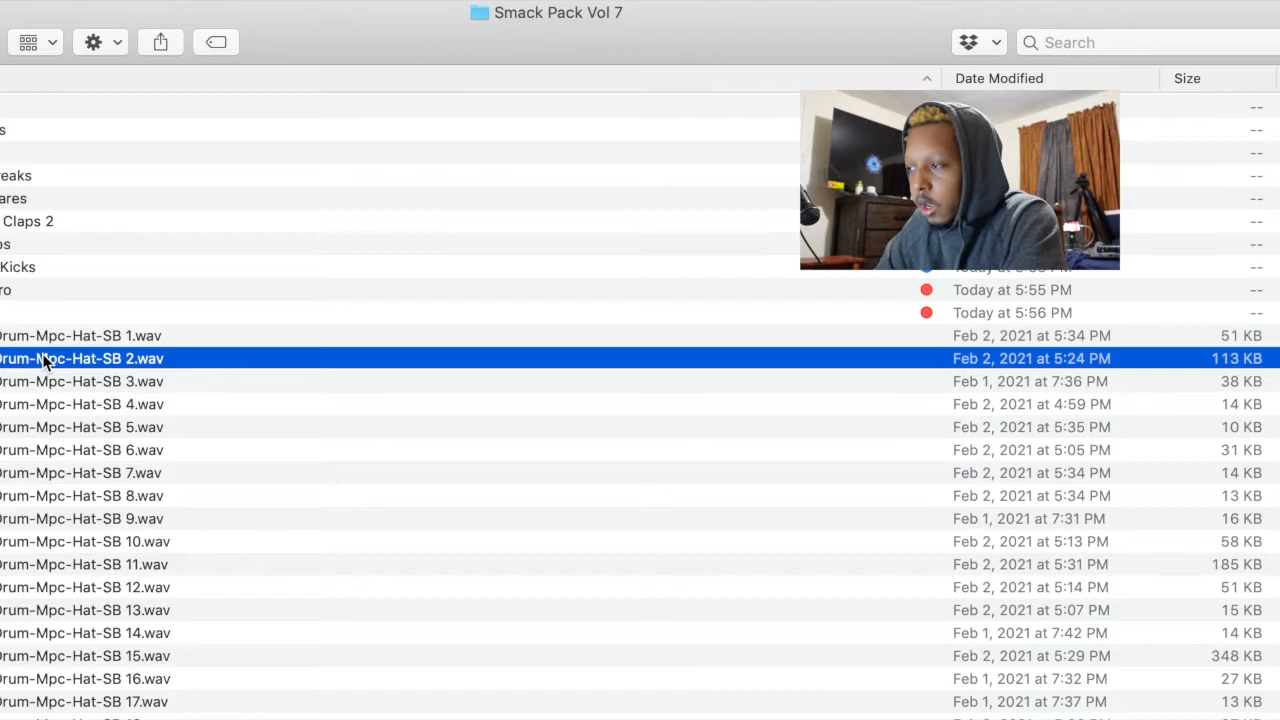 Smack Pack Vol 7
Search
Date Modified Size
--
s --
--
eaks --
ares --
Claps 2 --
os --
Kicks --
ro Today at 5:55 PM --
Today at 5:56 PM --
Drum-Mpc-Hat-SB 1.wav Feb 2, 2021 at 5:34 PM 51 KB
Drum-Mpc-Hat-SB 2.wav Feb 2, 2021 at 5:24 PM 113 KB
Drum-Mpc-Hat-SB 3.wav Feb 1, 2021 at 7:36 PM 38 KB
Drum-Mpc-Hat-SB 4.wav Feb 2, 2021 at 4:59 PM 14 KB
Drum-Mpc-Hat-SB 5.wav Feb 2, 2021 at 5:35 PM 10 KB
Drum-Mpc-Hat-SB 6.wav Feb 2, 2021 at 5:05 PM 31 KB
Drum-Mpc-Hat-SB 7.wav Feb 2, 2021 at 5:34 PM 14 KB
Drum-Mpc-Hat-SB 8.wav Feb 2, 2021 at 5:34 PM 13 KB
Drum-Mpc-Hat-SB 9.wav Feb 1, 2021 at 7:31 PM 16 KB
Drum-Mpc-Hat-SB 10.wav Feb 2, 2021 at 5:13 PM 58 KB
Drum-Mpc-Hat-SB 11.wav Feb 2, 2021 at 5:31 PM 185 KB
Drum-Mpc-Hat-SB 12.wav Feb 2, 2021 at 5:14 PM 51 KB
Drum-Mpc-Hat-SB 13.wav Feb 2, 2021 at 5:07 PM 15 KB
Drum-Mpc-Hat-SB 14.wav Feb 1, 2021 at 7:42 PM 14 KB
Drum-Mpc-Hat-SB 15.wav Feb 2, 2021 at 5:29 PM 348 KB
Drum-Mpc-Hat-SB 16.wav Feb 1, 2021 at 7:32 PM 27 KB
Drum-Mpc-Hat-SB 17.wav Feb 1, 2021 at 7:37 PM 13 KB